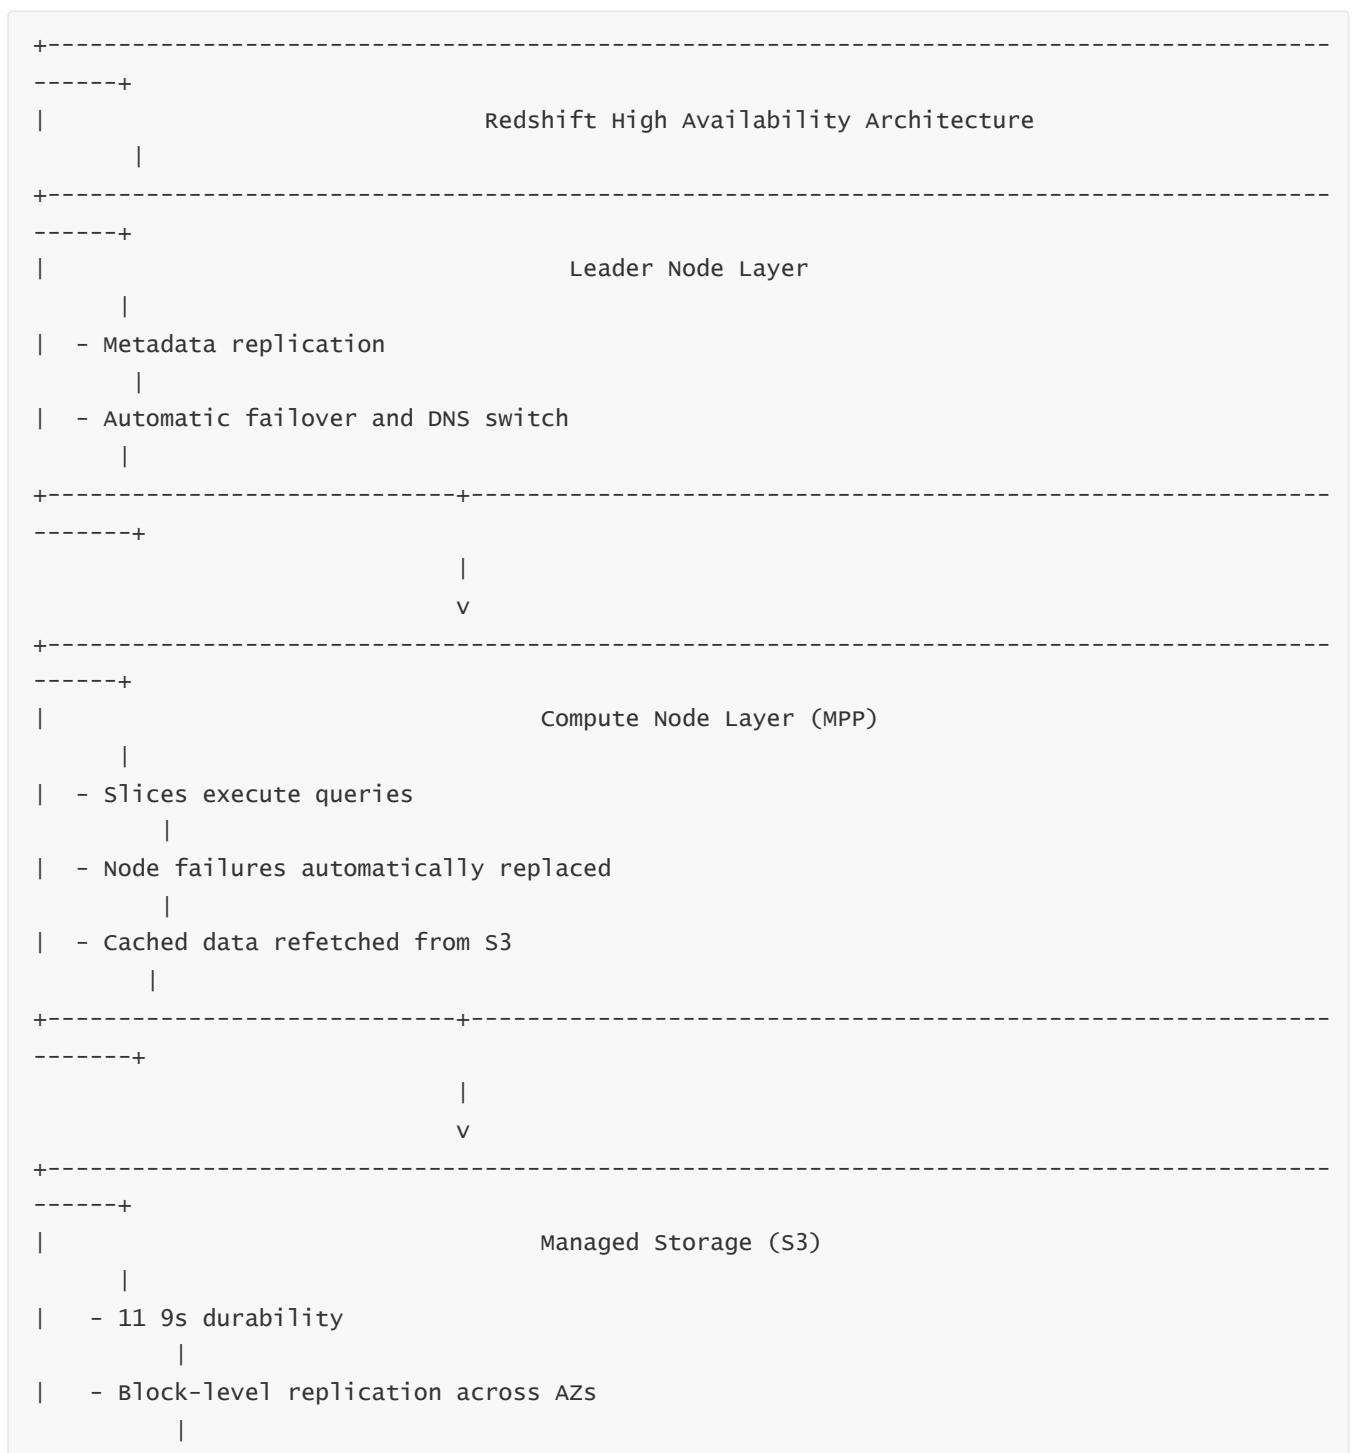 +-------------------------------------------------------------------------------------------
------+
|                               Redshift High Availability Architecture
       |
+-------------------------------------------------------------------------------------------
------+
|                                     Leader Node Layer
      |
|  - Metadata replication
       |
|  - Automatic failover and DNS switch
      |
+-----------------------------+-------------------------------------------------------------
-------+
                              |
                              v
+-------------------------------------------------------------------------------------------
------+
|                                   Compute Node Layer (MPP)
      |
|  - Slices execute queries
         |
|  - Node failures automatically replaced
         |
|  - Cached data refetched from S3
        |
+-----------------------------+-------------------------------------------------------------
-------+
                              |
                              v
+-------------------------------------------------------------------------------------------
------+
|                                   Managed Storage (S3)
      |
|   - 11 9s durability
          |
|   - Block-level replication across AZs
          |